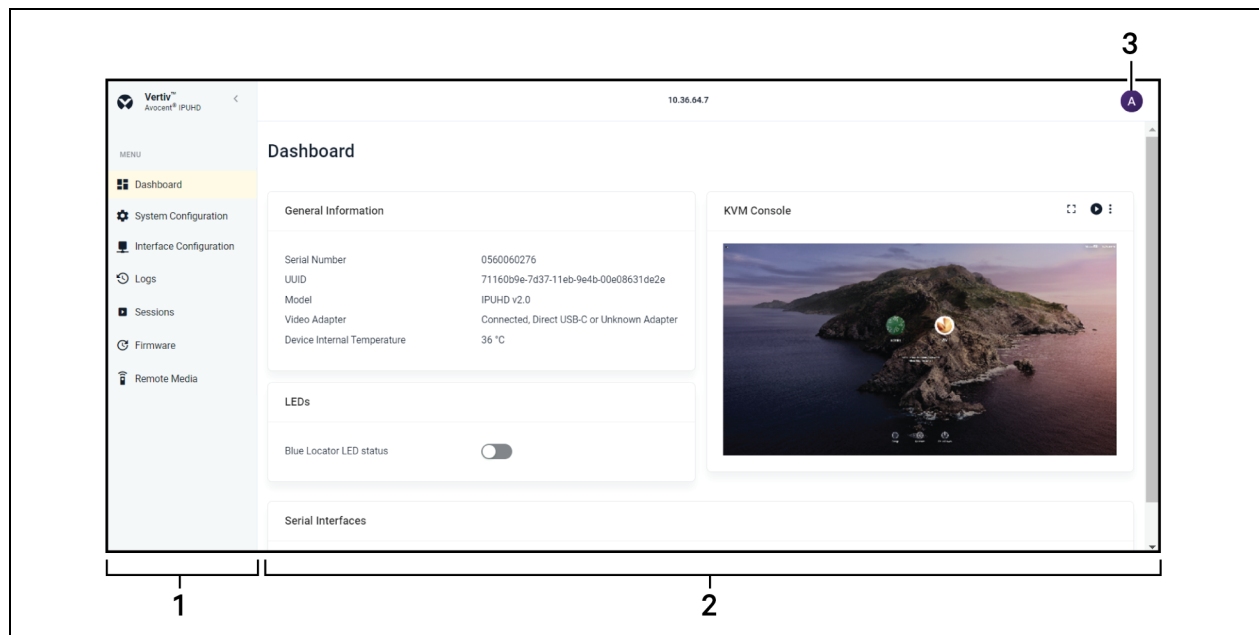 3
Vertiv™
Avocent® IPUHD
10.36.64.7
A
MENU
Dashboard
System Configuration
Interface Configuration
Logs
Sessions
Firmware
Remote Media
Dashboard
General Information
Serial Number 0560060276
UUID 71160b9e-7d37-11eb-9e4b-00e08631de2e
Model IPUHD v2.0
Video Adapter Connected, Direct USB-C or Unknown Adapter
Device Internal Temperature 36 °C
KVM Console
LEDs
Blue Locator LED status
Serial Interfaces
1
2